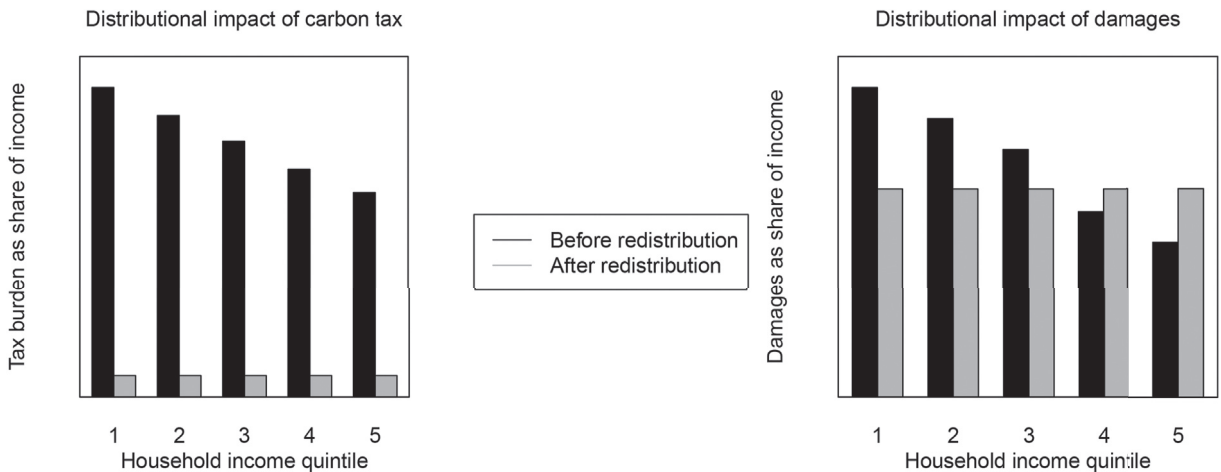 Distributional impact of carbon tax
Tax burden as share of income
1 2 3 4 5
Household income quintile
Before redistribution
After redistribution
Distributional impact of damages
Damages as share of income
1 2 3 4 5
Household income quintile